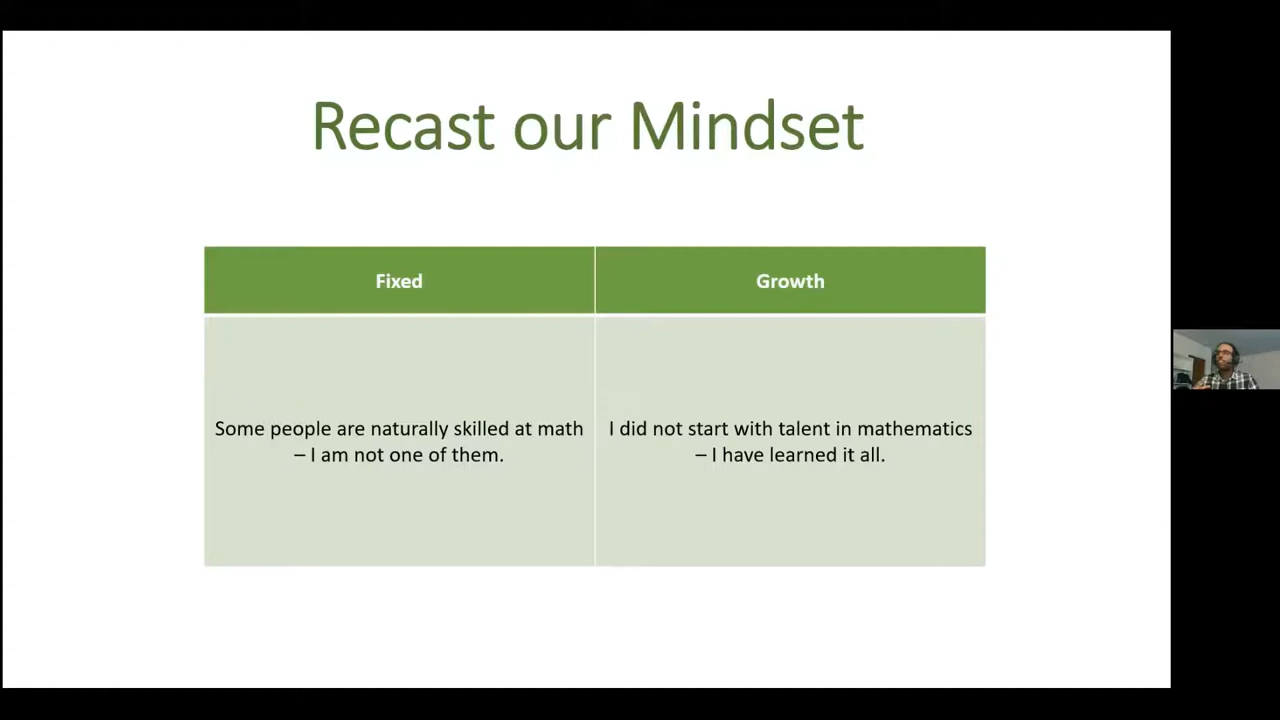 Recast our Mindset
Fixed
Growth
Some people are naturally skilled at math
– I am not one of them.
I did not start with talent in mathematics
– I have learned it all.